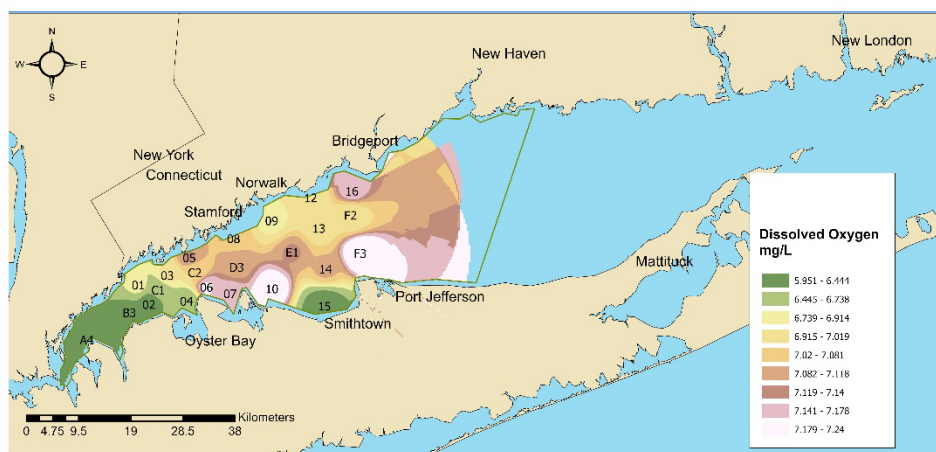 New London
New Haven
N
W E
S
Bridgeport
New York
Connecticut
Norwalk
Stamford
12
16
09
F2
13
08
05
E1
F3
03
C2
D3
14
01
C1
06
07
10
02
04
B3
15
A4
Port Jefferson
Mattituck
Smithtown
Oyster Bay
Kilometers
0 4.75 9.5 19 28.5 38
Dissolved Oxygen
mg/L
5.951 - 6.444
6.445 - 6.738
6.739 - 6.914
6.915 - 7.019
7.02 - 7.081
7.082 - 7.118
7.119 - 7.14
7.141 - 7.178
7.179 - 7.24